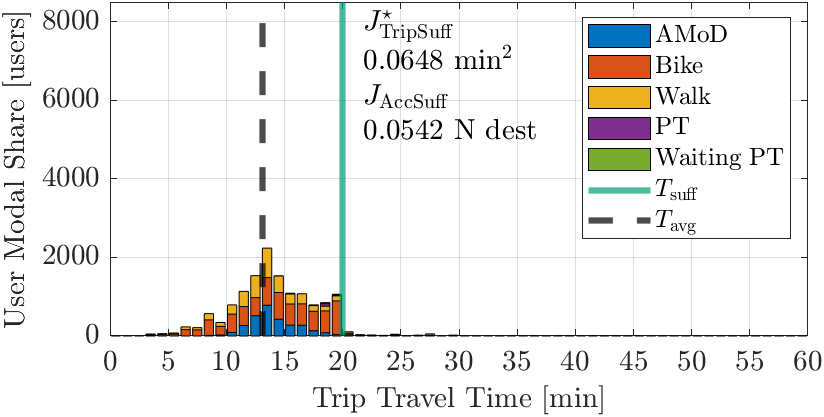 User Modal Share [users]
8000
6000
4000
2000
0
J⋆TripSuff
0.0648 min²
JAccSuff
0.0542 N dest
AMoD
Bike
Walk
PT
Waiting PT
Tsuff
Tavg
0 5 10 15 20 25 30 35 40 45 50 55 60
Trip Travel Time [min]